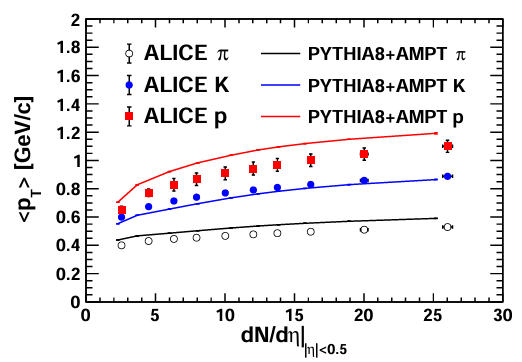 2
1.8
1.6
1.4
1.2
1
0.8
0.6
0.4
0.2
0
<p_T> [GeV/c]
ALICE π PYTHIA8+AMPT π
ALICE K PYTHIA8+AMPT K
ALICE p PYTHIA8+AMPT p
0 5 10 15 20 25 30
dN/dη||η|<0.5